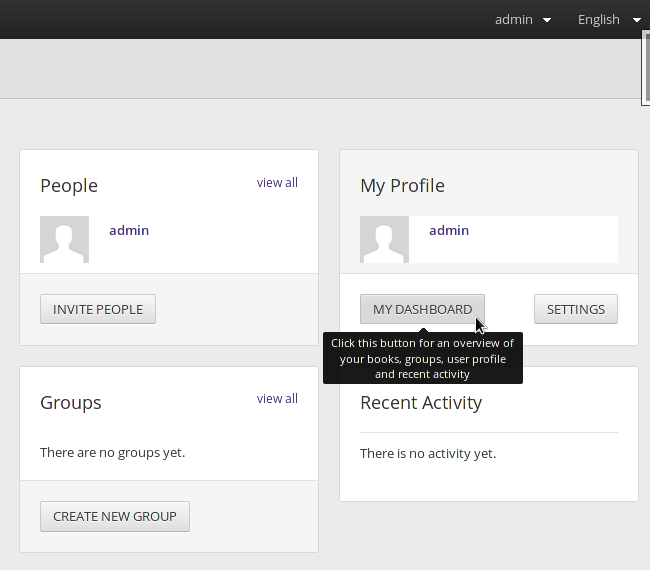 admin English
People view all
admin
INVITE PEOPLE
My Profile
admin
MY DASHBOARD SETTINGS
Click this button for an overview of
your books, groups, user profile
and recent activity
Groups view all
There are no groups yet.
CREATE NEW GROUP
Recent Activity
There is no activity yet.